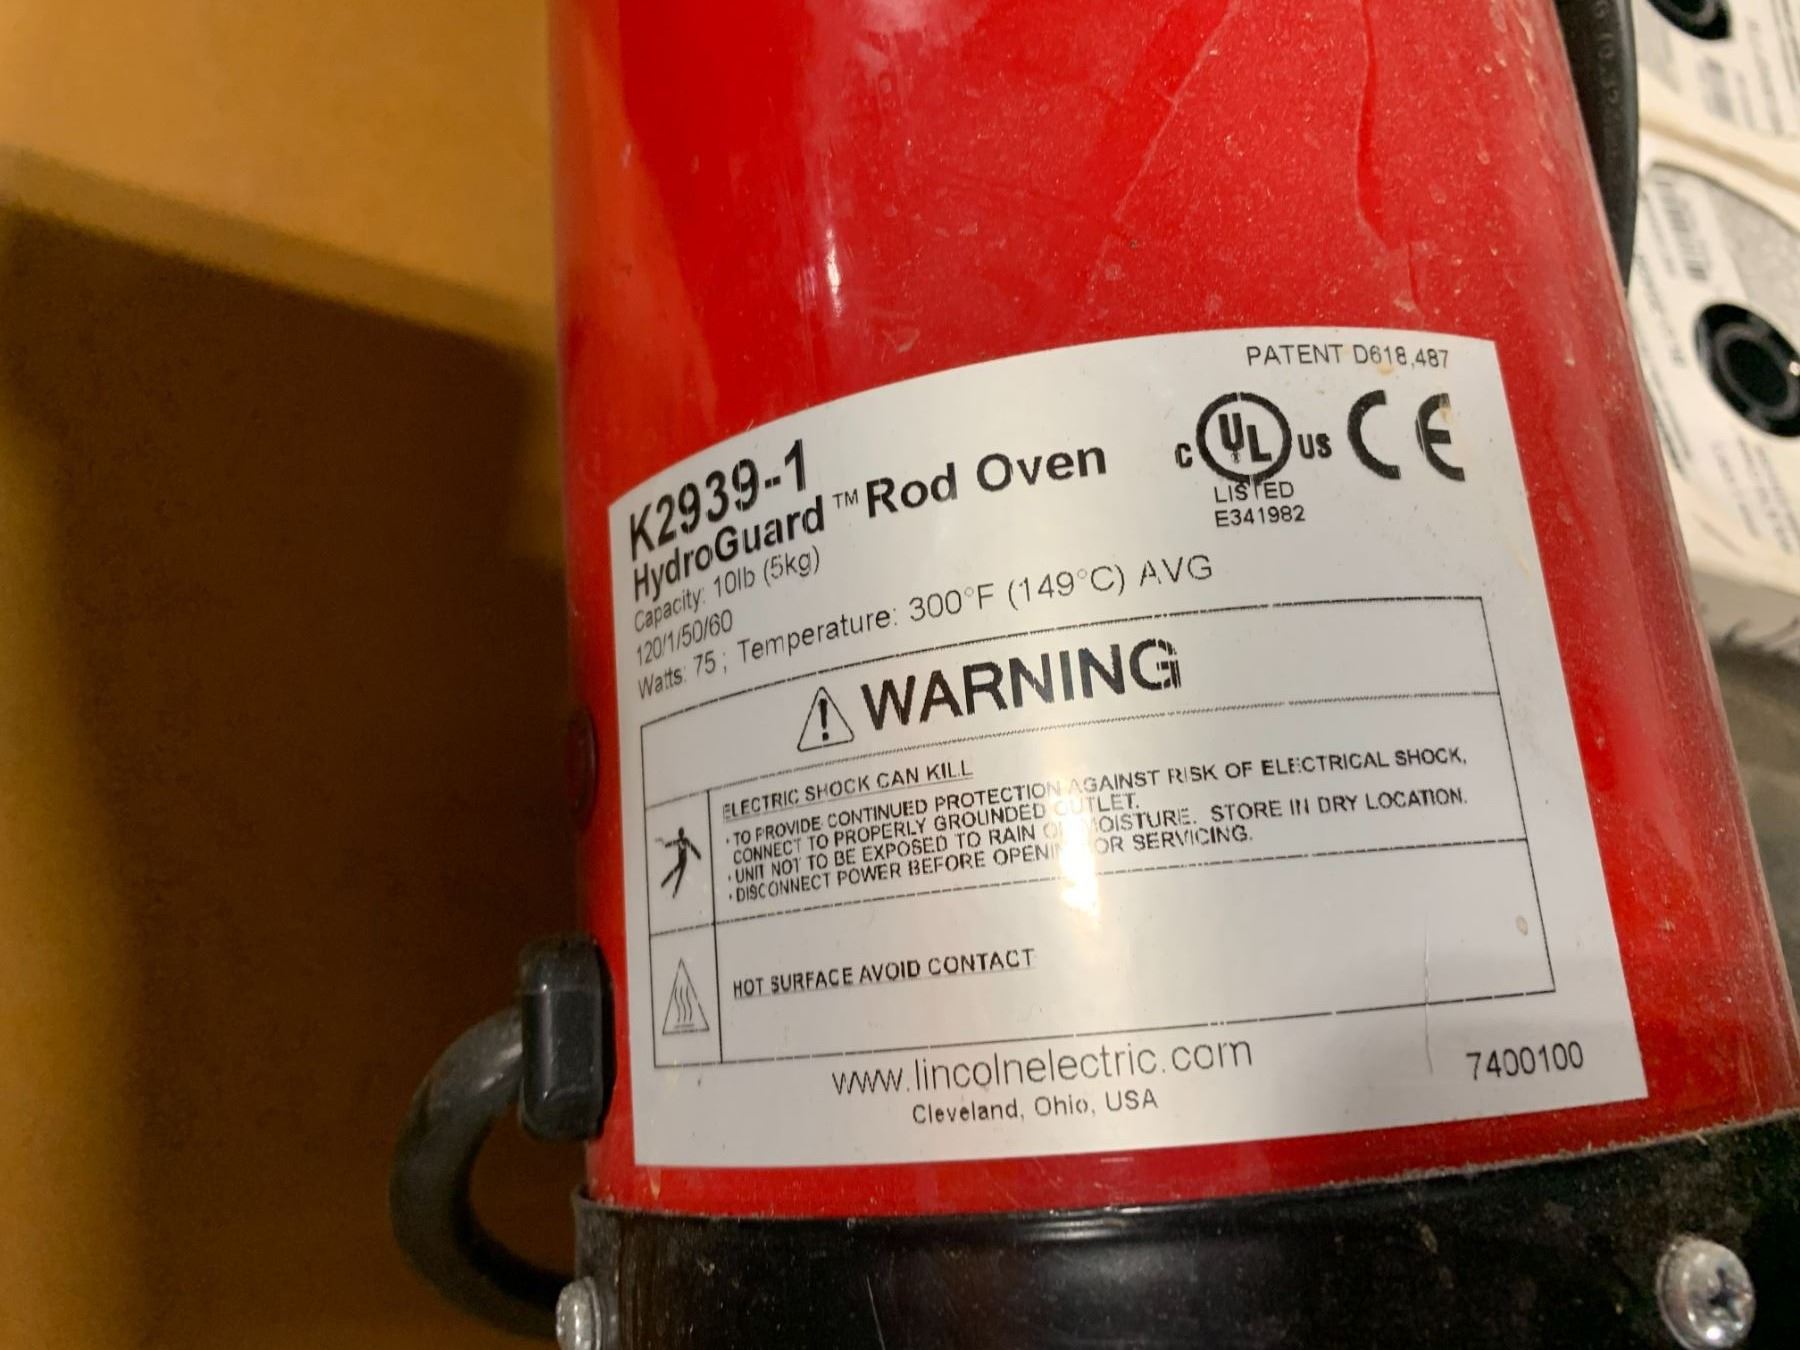 PATENT D618,487
K2939-1
HydroGuard™ Rod Oven
C UL US CE
LISTED
E341982
Capacity: 10lb (5kg)
120/1/50/60
Watts: 75 ; Temperature: 300°F (149°C) AVG
WARNING
ELECTRIC SHOCK CAN KILL
· TO PROVIDE CONTINUED PROTECTION AGAINST RISK OF ELECTRICAL SHOCK,
CONNECT TO PROPERLY GROUNDED OUTLET.
· UNIT NOT TO BE EXPOSED TO RAIN OR MOISTURE. STORE IN DRY LOCATION.
· DISCONNECT POWER BEFORE OPENING OR SERVICING.
HOT SURFACE AVOID CONTACT
www.lincolnelectric.com
Cleveland, Ohio, USA
7400100